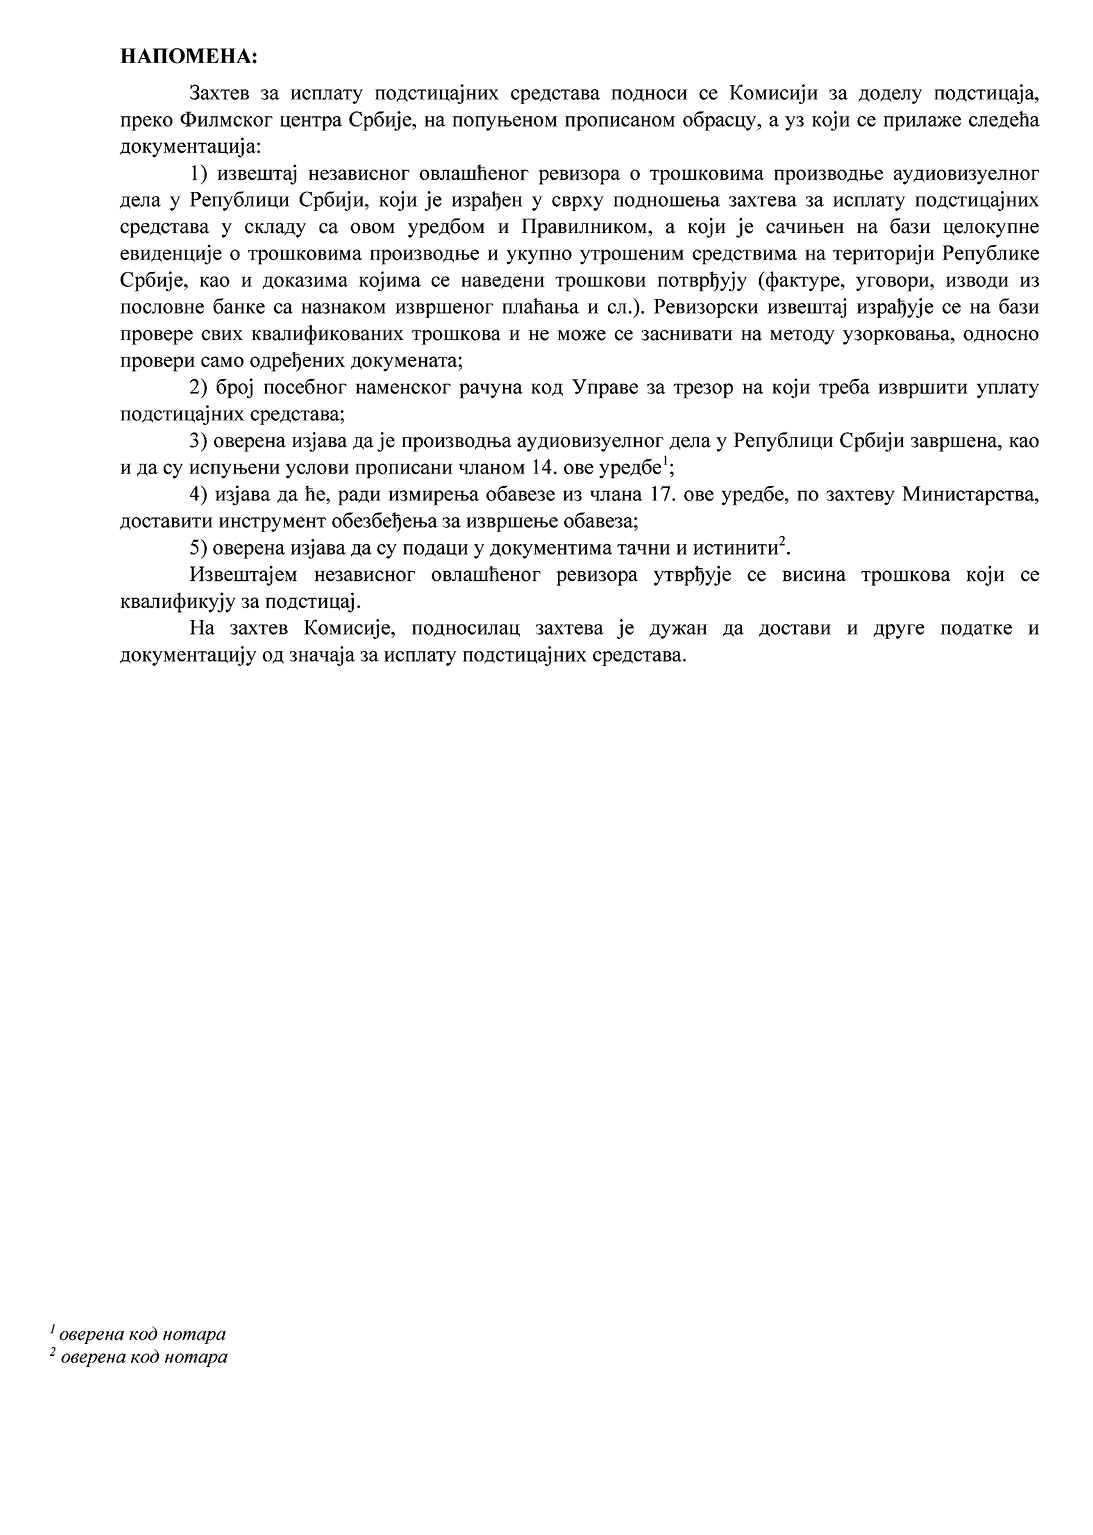 НАПОМЕНА:
Захтев за исплату подстицајних средстава подноси се Комисији за доделу подстицаја,
преко Филмског центра Србије, на попуњеном прописаном обрасцу, а уз који се прилаже следећа
документација:
1) извештај независног овлашћеног ревизора о трошковима производње аудиовизуелног
дела у Републици Србији, који је израђен у сврху подношења захтева за исплату подстицајних
средстава у складу са овом уредбом и Правилником, а који је сачињен на бази целокупне
евиденције о трошковима производње и укупно утрошеним средствима на територији Републике
Србије, као и доказима којима се наведени трошкови потврђују (фактуре, уговори, изводи из
пословне банке са назнаком извршеног плаћања и сл.). Ревизорски извештај израђује се на бази
провере свих квалификованих трошкова и не може се заснивати на методу узорковања, односно
провери само одређених докумената;
2) број посебног наменског рачуна код Управе за трезор на који треба извршити уплату
подстицајних средстава;
3) оверена изјава да је производња аудиовизуелног дела у Републици Србији завршена, као
и да су испуњени услови прописани чланом 14. ове уредбе¹;
4) изјава да ће, ради измирења обавезе из члана 17. ове уредбе, по захтеву Министарства,
доставити инструмент обезбеђења за извршење обавеза;
5) оверена изјава да су подаци у документима тачни и истинити².
Извештајем независног овлашћеног ревизора утврђује се висина трошкова који се
квалификују за подстицај.
На захтев Комисије, подносилац захтева је дужан да достави и друге податке и
документацију од значаја за исплату подстицајних средстава.
¹ оверена код нотара
² оверена код нотара